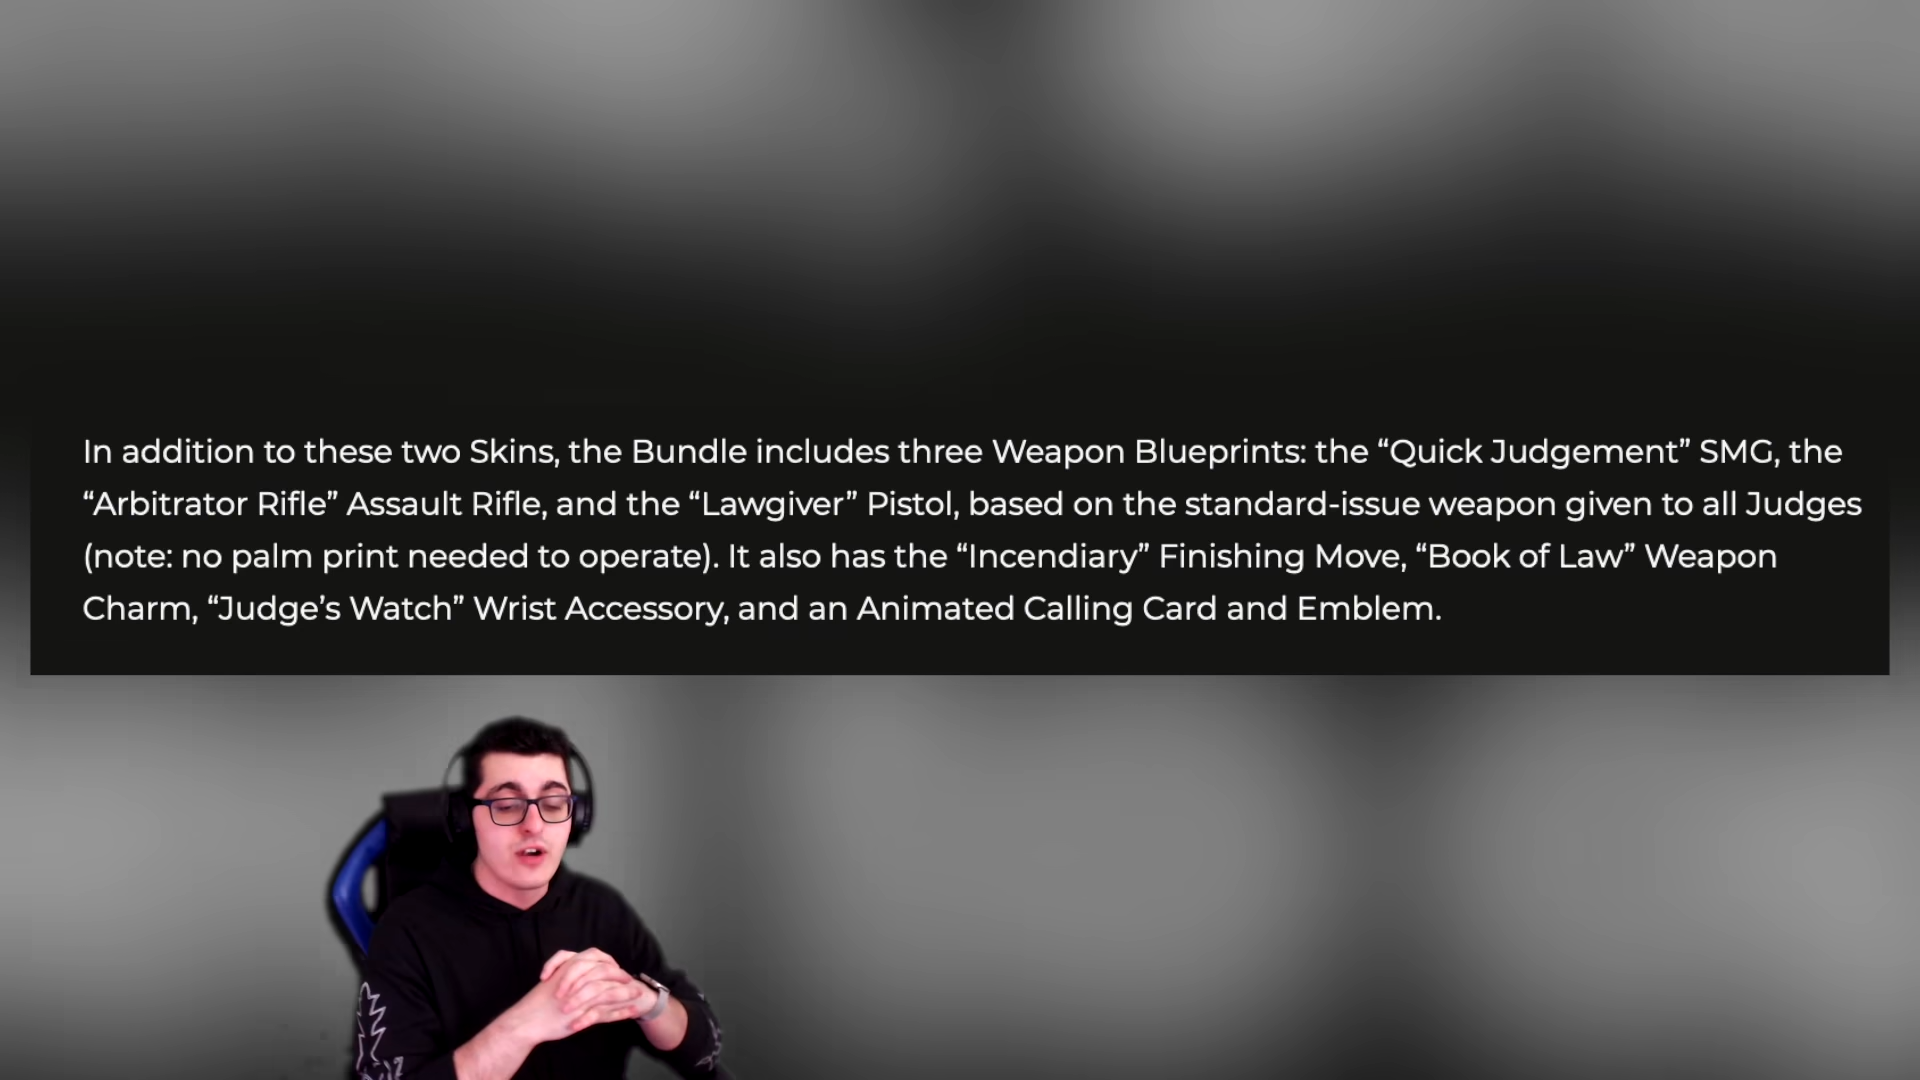 In addition to these two Skins, the Bundle includes three Weapon Blueprints: the “Quick Judgement” SMG, the
“Arbitrator Rifle” Assault Rifle, and the “Lawgiver” Pistol, based on the standard-issue weapon given to all Judges
(note: no palm print needed to operate). It also has the “Incendiary” Finishing Move, “Book of Law” Weapon
Charm, “Judge’s Watch” Wrist Accessory, and an Animated Calling Card and Emblem.